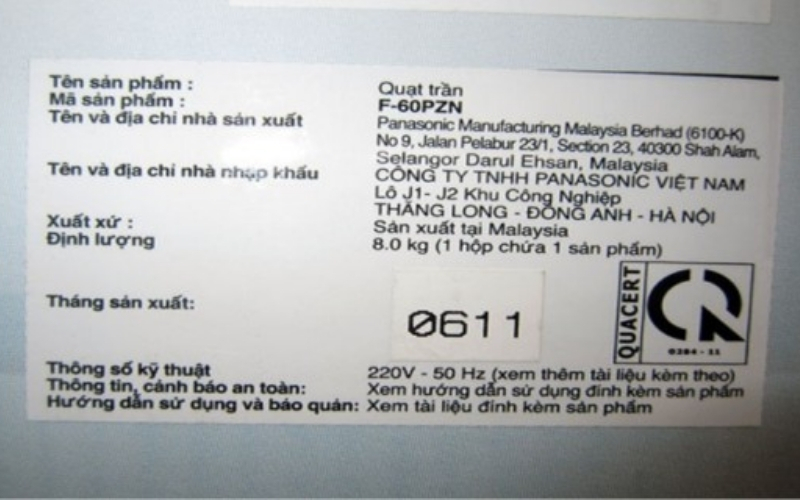 Tên sản phẩm : Quạt trần
Mã sản phẩm : F-60PZN
Tên và địa chỉ nhà sản xuất Panasonic Manufacturing Malaysia Berhad (6100-K)
No 9, Jalan Pelabur 23/1, Section 23, 40300 Shah Alam,
Selangor Darul Ehsan, Malaysia
Tên và địa chỉ nhà nhập khẩu CÔNG TY TNHH PANASONIC VIỆT NAM
Lô J1- J2 Khu Công Nghiệp
THĂNG LONG - ĐÔNG ANH - HÀ NỘI
Xuất xứ : Sản xuất tại Malaysia
Định lượng 8.0 kg (1 hộp chứa 1 sản phẩm)
Tháng sản xuất: 0611
QUACERT
0204 - 11
Thông số kỹ thuật 220V - 50 Hz (xem thêm tài liệu kèm theo)
Thông tin, cảnh báo an toàn: Xem hướng dẫn sử dụng đính kèm sản phẩm
Hướng dẫn sử dụng và bảo quản: Xem tài liệu đính kèm sản phẩm